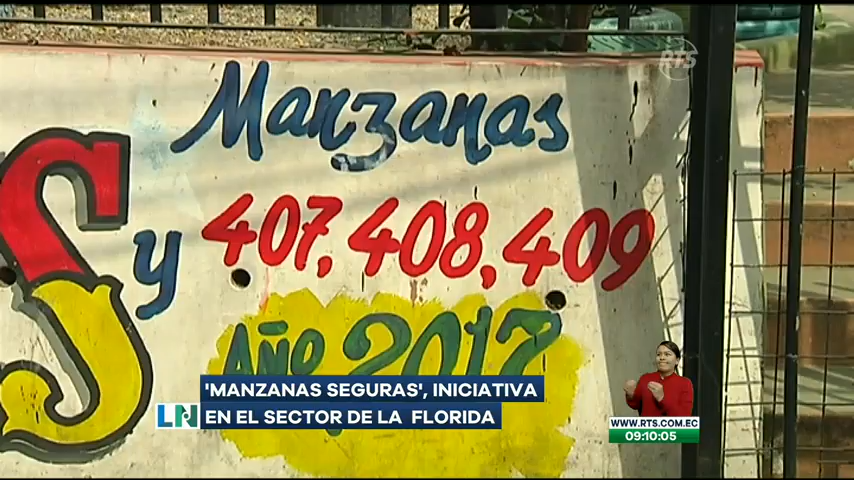 RTS
Manzanas
S y 407, 408, 409
Año 2017
'MANZANAS SEGURAS', INICIATIVA
LN EN EL SECTOR DE LA FLORIDA
WWW.RTS.COM.EC
09:10:05